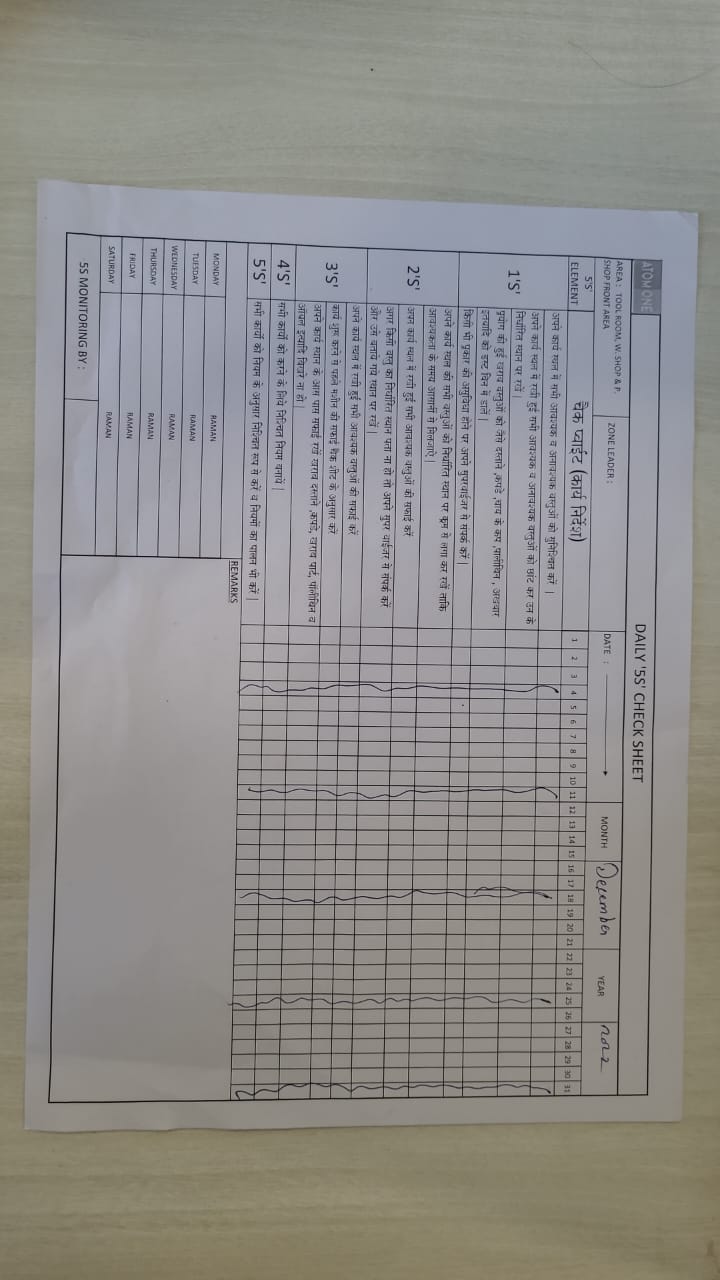 ATOM ONE
DAILY '5S' CHECK SHEET
AREA : TOOL ROOM, W. SHOP & P. SHOP FRONT AREA
ZONE LEADER :
DATE :
MONTH December
YEAR
5'S' ELEMENT
चैक प्वाईंट (कार्य निर्देश)
1 2 3 4 5 6 7 8 9 10 11 12 13 14 15 16 17 18 19 20 21 22 23 24 25 26 27 28 29 30 31
1'S'
अपने कार्य स्थल में सभी आवश्यक व अनावश्यक वस्तुओं को सुनिश्चित करें |
अपने कार्य स्थल में रखी हुई सभी आवश्यक व अनावश्यक वस्तुओं को छांट कर उन के
निर्धारित स्थान पर रखें |
प्रयोग की हुई खराब वस्तुओं को जैसे दस्ताने ,कपडे ,चाय के कप ,पालीथिन , अखबार
इत्यादि को डस्ट बिन में डालें |
किसी भी प्रकार की असुविधा होने पर अपने सुपरवाईजर से संपर्क करें |
2'S'
अपने कार्य स्थल की सभी वस्तुओं को निर्धारित स्थान पर क्रम से लगा कर रखें ताकि
आवश्यकता के समय आसानी से मिलजाऐ |
अपने कार्य स्थल में रखी हुई सभी आवश्यक वस्तुओं की सफाई करें
अगर किसी वस्तु का निर्धारित स्थान पता ना हो तो अपने सुपर वाईजर से संपर्क करें
और उसे बताये गये स्थान पर रखें |
3'S'
अपने कार्य स्थल में रखी हुई सभी आवश्यक वस्तुओं की सफाई करें
कार्य शुरू करने से पहले मशीन की सफाई चैक शीट के अनुसार करें
अपने कार्य स्थान के आस पास सफाई रखें खराब दस्ताने ,कपडे, खराब पार्ट, पॉलीथिन व
ऑयल इत्यादि बिखरे ना हो |
4'S'
सभी कार्यो को करने के लिये निश्चित नियम बनायें |
5'S'
सभी कार्यो को नियम के अनुसार निश्चित रूप से करें व नियमों का पालन भी करें |
REMARKS
MONDAY RAMAN
TUESDAY RAMAN
WEDNESDAY RAMAN
THURSDAY RAMAN
FRIDAY RAMAN
SATURDAY RAMAN
5S MONITORING BY :